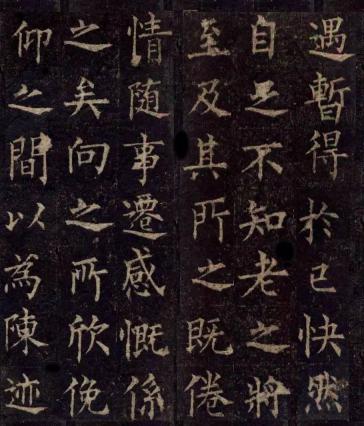 遇暫得於己快然
自足不知老之將
至及其所之既倦
情随事遷感慨係
之矣向之所欣俛
仰之間以為陳迹